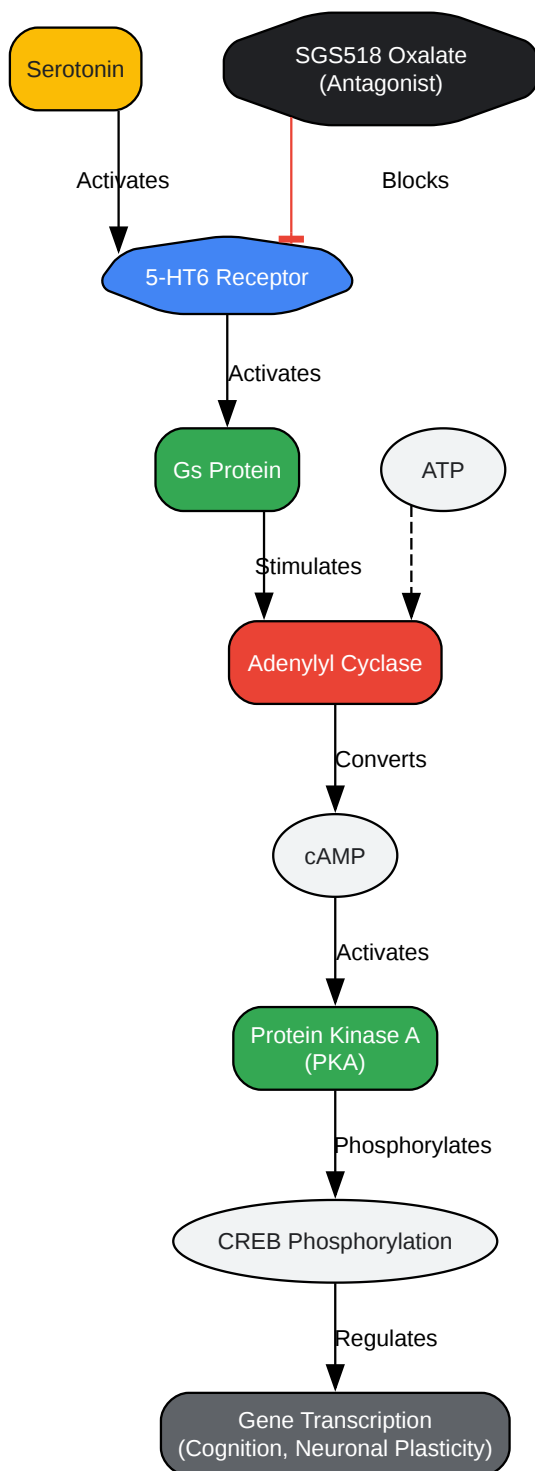 Serotonin
SGS518 Oxalate
(Antagonist)
Activates
Blocks
5-HT6 Receptor
Activates
Gs Protein
ATP
Stimulates
Adenylyl Cyclase
Converts
cAMP
Activates
Protein Kinase A
(PKA)
Phosphorylates
CREB Phosphorylation
Regulates
Gene Transcription
(Cognition, Neuronal Plasticity)